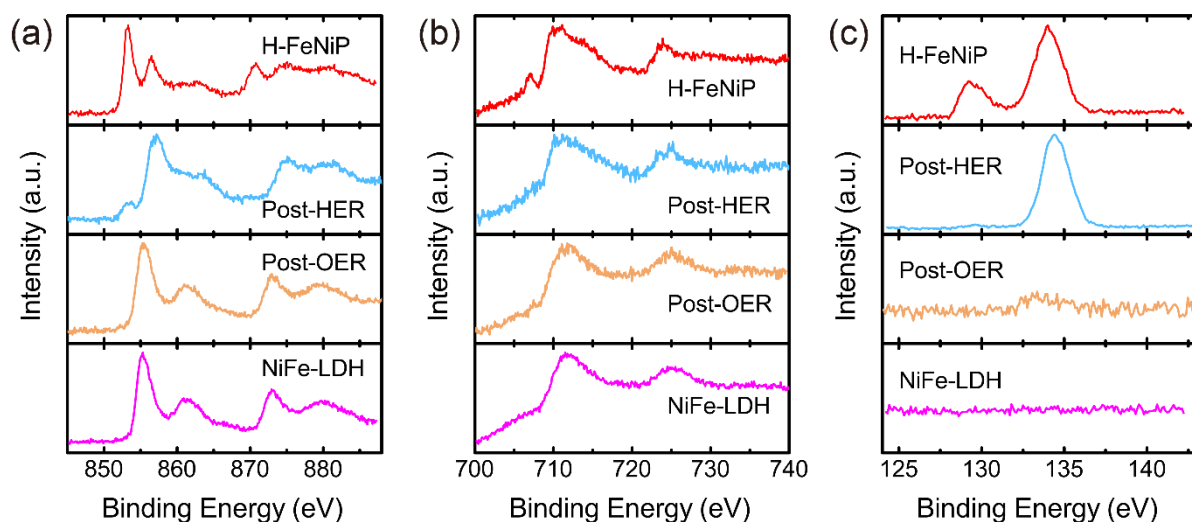 (a)
H-FeNiP
Post-HER
Post-OER
NiFe-LDH
Intensity (a.u.)
850 860 870 880
Binding Energy (eV)
(b)
H-FeNiP
Post-HER
Post-OER
NiFe-LDH
Intensity (a.u.)
700 710 720 730 740
Binding Energy (eV)
(c)
H-FeNiP
Post-HER
Post-OER
NiFe-LDH
Intensity (a.u.)
125 130 135 140
Binding Energy (eV)